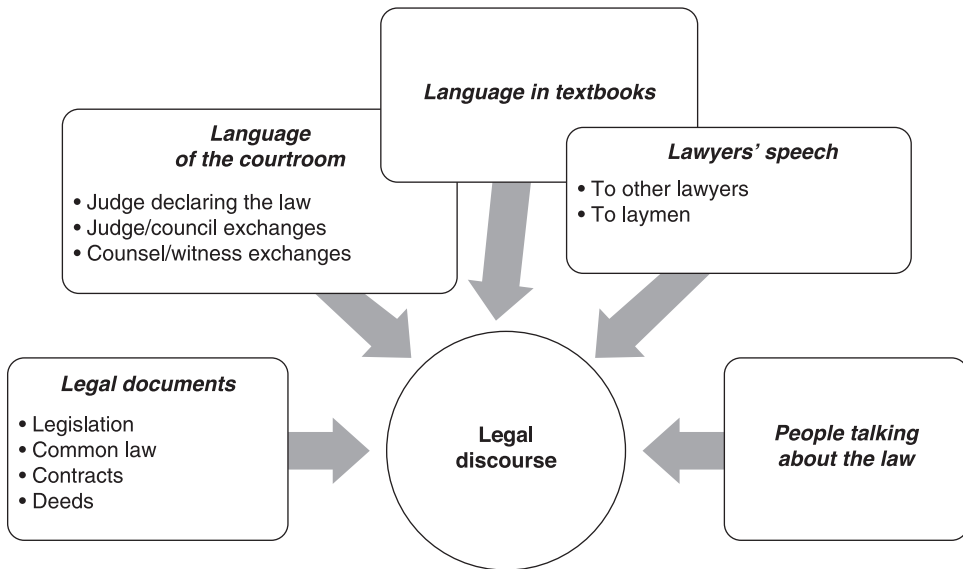 Language in textbooks
Language
of the courtroom
• Judge declaring the law
• Judge/council exchanges
• Counsel/witness exchanges
Lawyers’ speech
• To other lawyers
• To laymen
Legal documents
• Legislation
• Common law
• Contracts
• Deeds
Legal
discourse
People talking
about the law